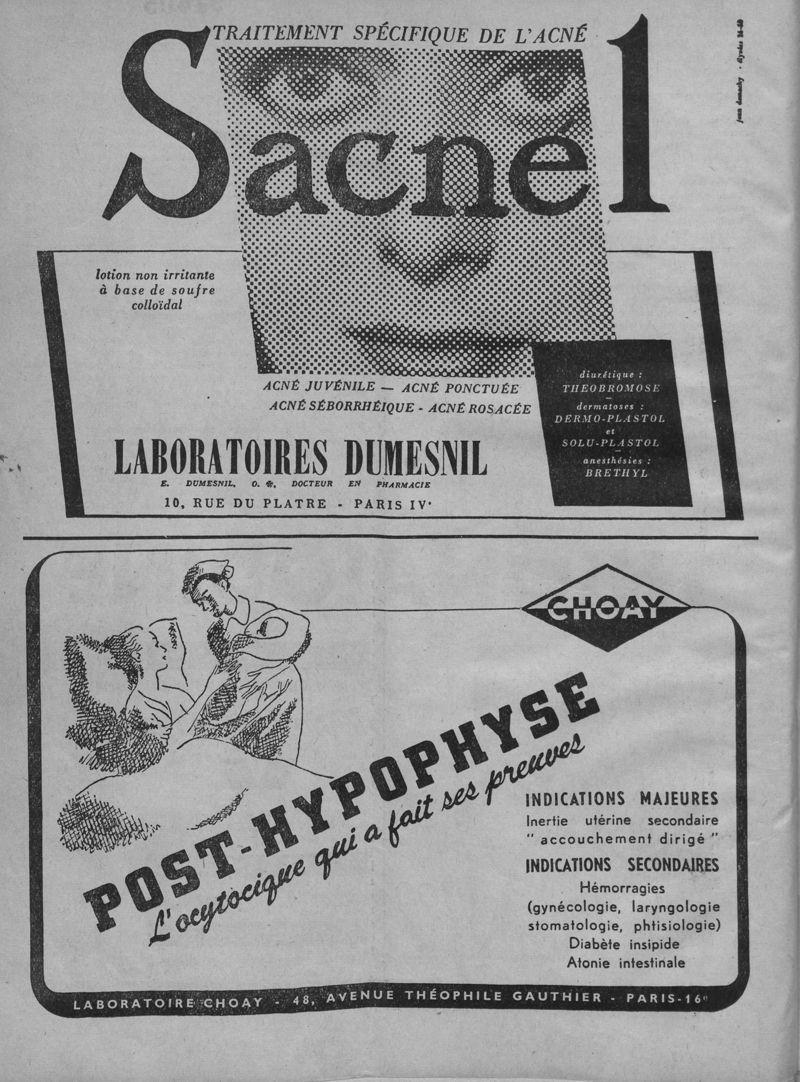 TRAITEMENT SPÉCIFIQUE DE L'ACNÉ
Sacnél
lotion non irritante
à base de soufre
colloïdal
ACNÉ JUVÉNILE — ACNÉ PONCTUÉE
ACNÉ SÉBORRHÉIQUE - ACNÉ ROSACÉE
LABORATOIRES DUMESNIL
E. DUMESNIL, O. ❋, DOCTEUR EN PHARMACIE
10, RUE DU PLATRE - PARIS IVᵉ
diurétique :
THEOBROMOSE
—
dermatoses :
DERMO-PLASTOL
et
SOLU-PLASTOL
—
anesthésies :
BRETHYL
CHOAY
POST-HYPOPHYSE
L'ocytocique qui a fait ses preuves
INDICATIONS MAJEURES
Inertie utérine secondaire
" accouchement dirigé "
INDICATIONS SECONDAIRES
Hémorragies
(gynécologie, laryngologie
stomatologie, phtisiologie)
Diabète insipide
Atonie intestinale
LABORATOIRE CHOAY - 48, AVENUE THÉOPHILE GAUTHIER - PARIS-16ᵉ